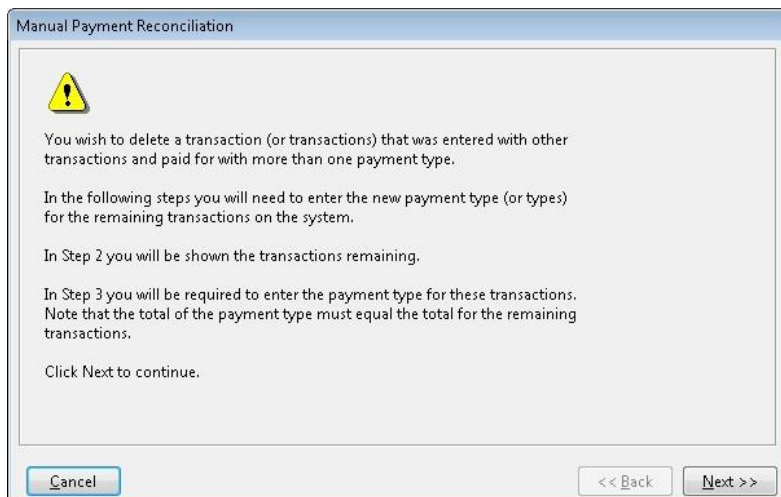 Manual Payment Reconciliation
You wish to delete a transaction (or transactions) that was entered with other
transactions and paid for with more than one payment type.
In the following steps you will need to enter the new payment type (or types)
for the remaining transactions on the system.
In Step 2 you will be shown the transactions remaining.
In Step 3 you will be required to enter the payment type for these transactions.
Note that the total of the payment type must equal the total for the remaining
transactions.
Click Next to continue.
Cancel
<< Back
Next >>